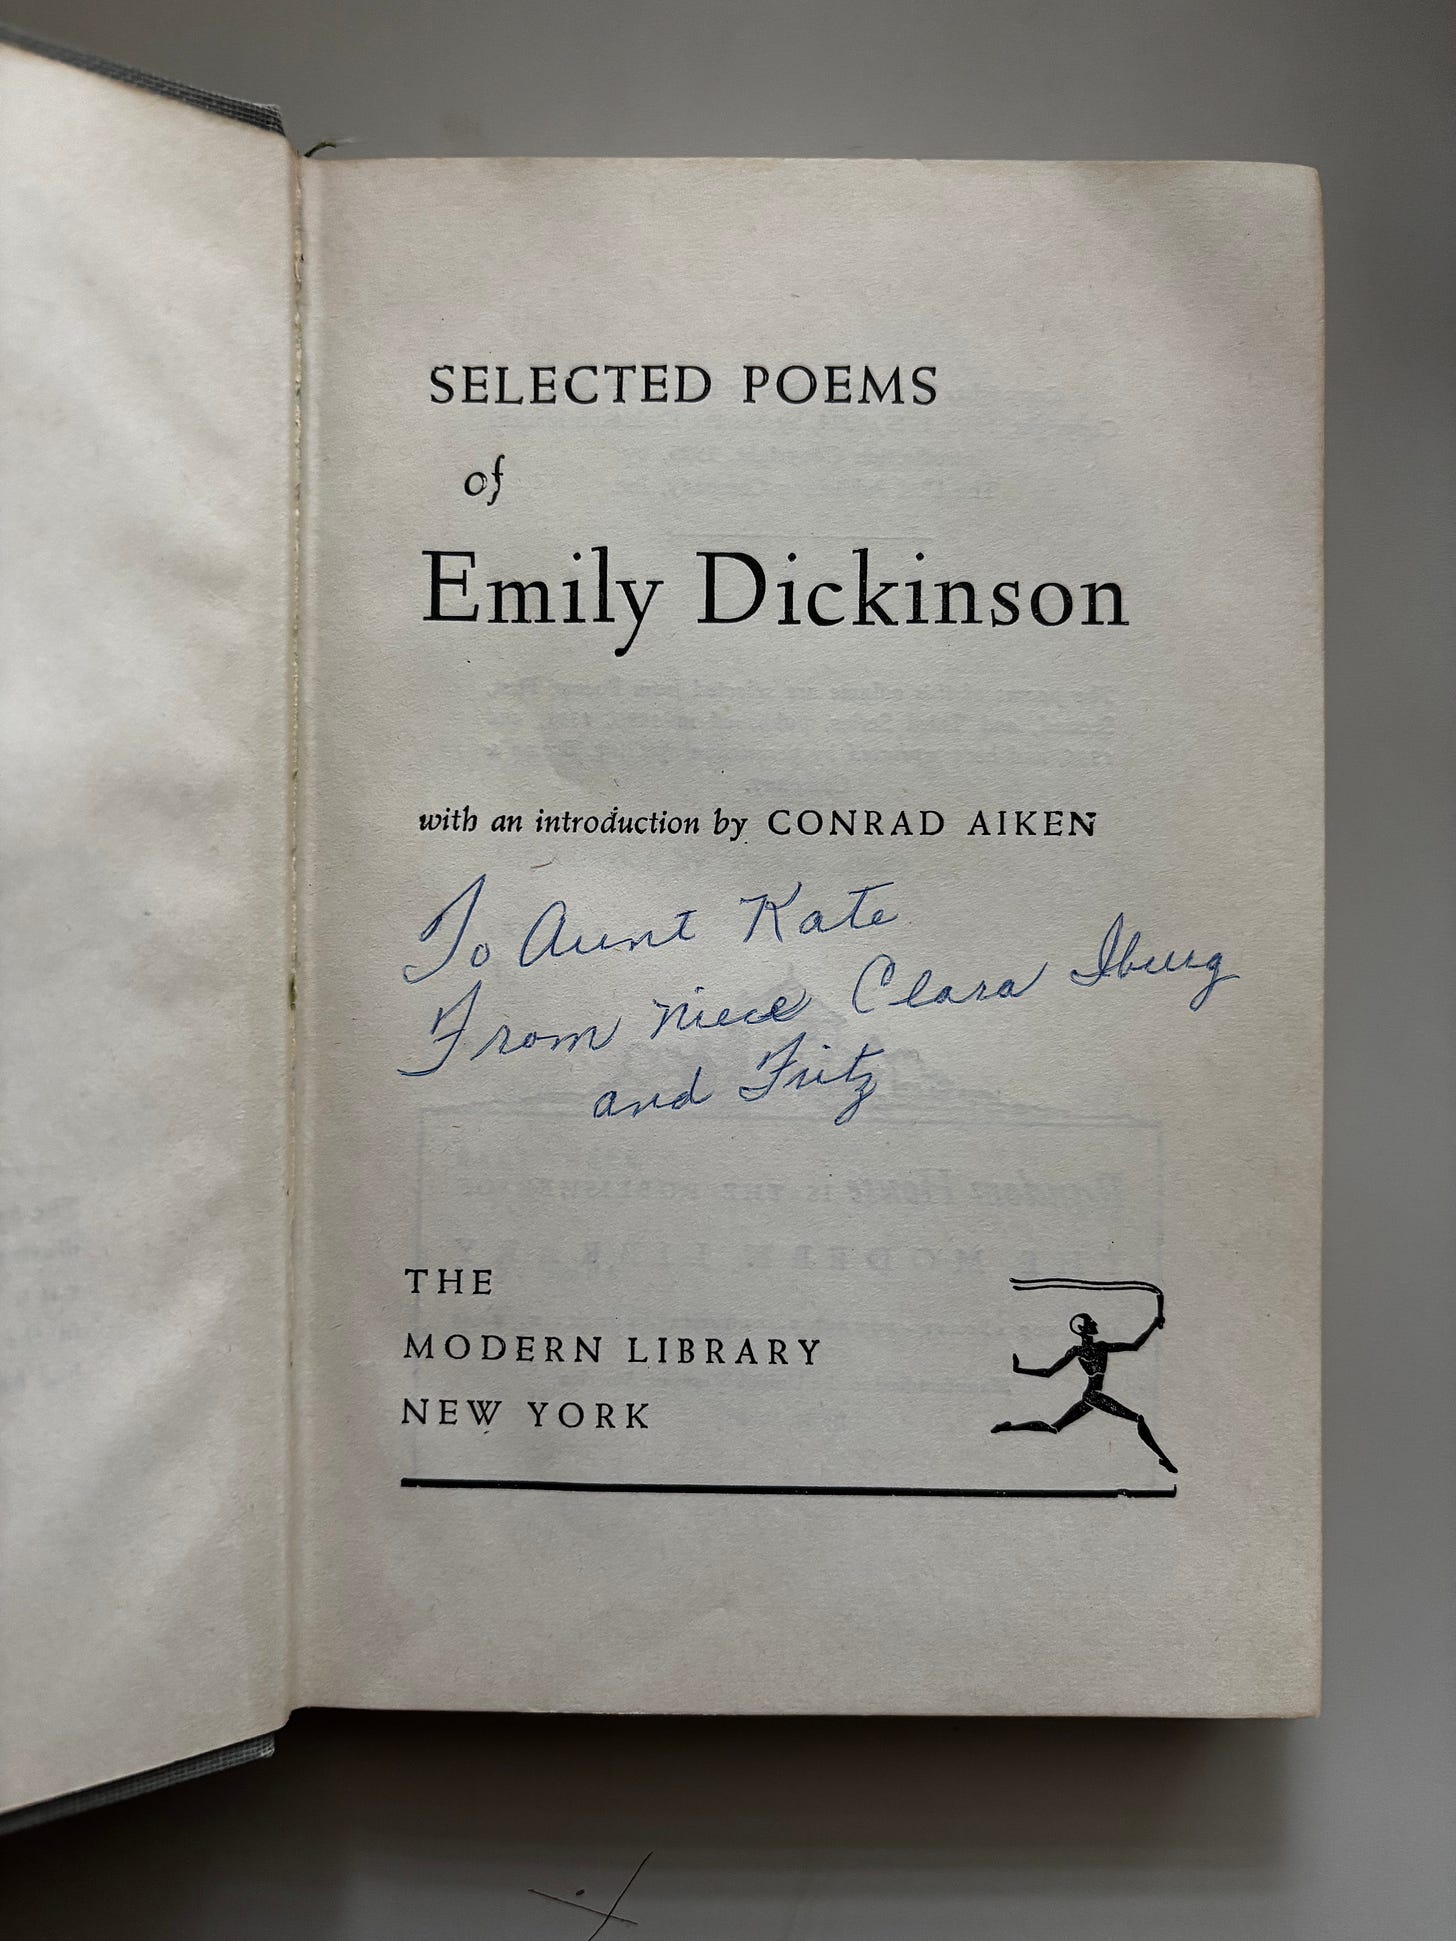 SELECTED POEMS
of
Emily Dickinson
with an introduction by CONRAD AIKEN
To Aunt Kate
From Niece Clara Iburg
and Fritz
THE
MODERN LIBRARY
NEW YORK